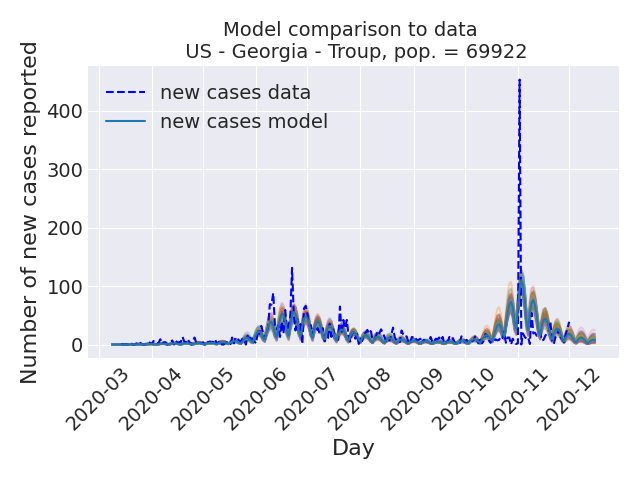 Model comparison to data
US - Georgia - Troup, pop. = 69922
Number of new cases reported
new cases data
new cases model
400
300
200
100
0
2020-03
2020-04
2020-05
2020-06
2020-07
2020-08
2020-09
2020-10
2020-11
2020-12
Day